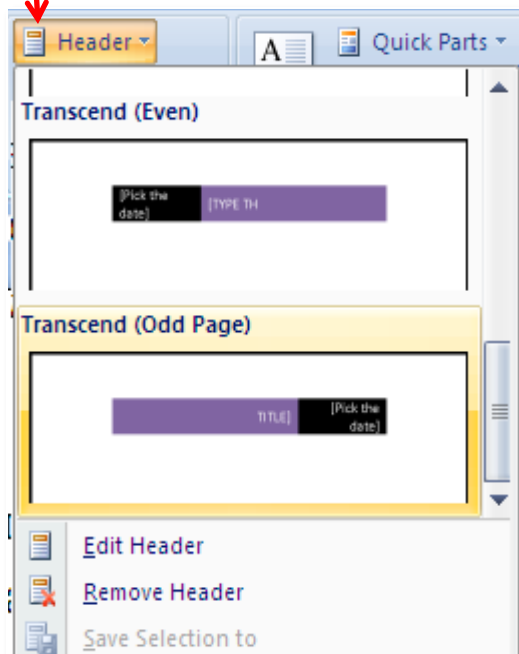 Header
A
Quick Parts
Transcend (Even)
[Pick the
date]
[TYPE TH
Transcend (Odd Page)
TITLE]
[Pick the
date]
Edit Header
Remove Header
Save Selection to